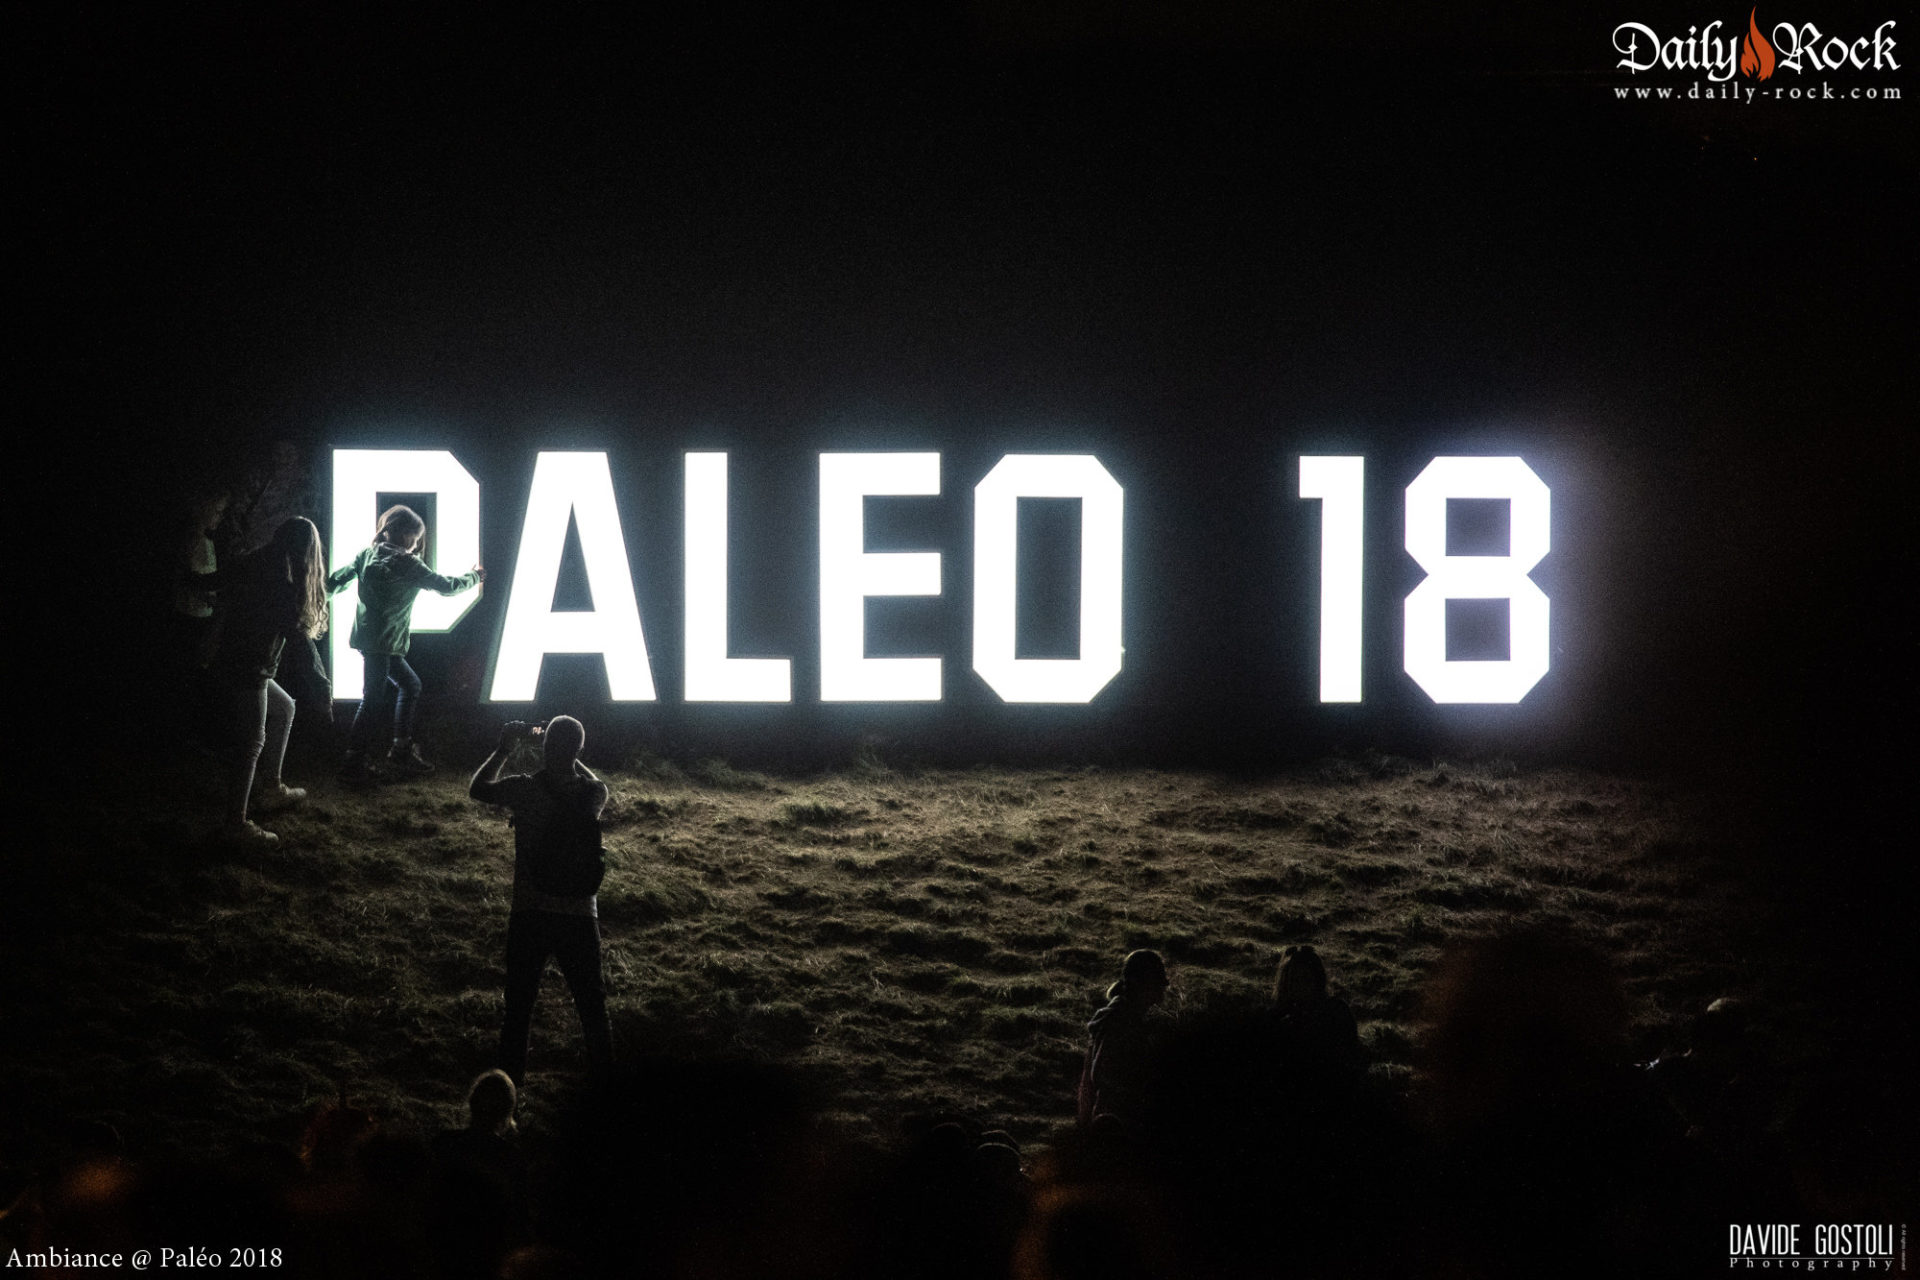 Daily Rock
www.daily-rock.com
PALEO 18
Ambiance @ Paléo 2018
DAVIDE GOSTOLI
Photography